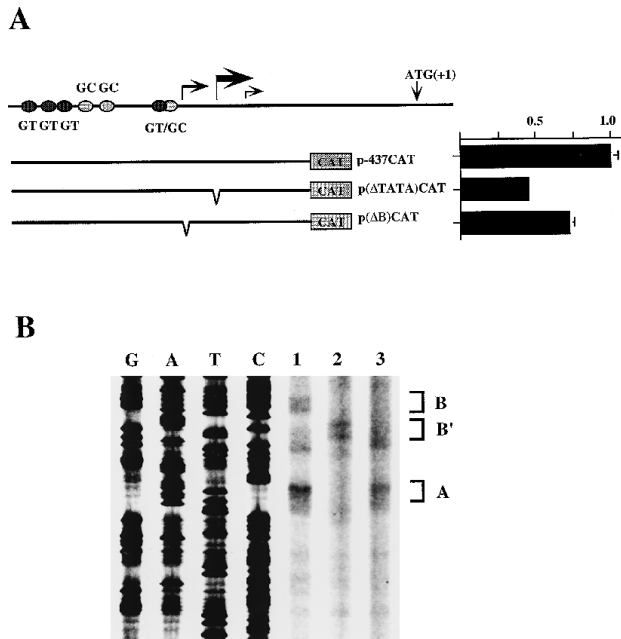 A
GC GC
ATG(+1)
GT GT GT
GT/GC
0.5
1.0
CAT
p-437CAT
CAT
p(ΔTATA)CAT
CAT
p(ΔB)CAT
B
G A T C 1 2 3
B
B'
A